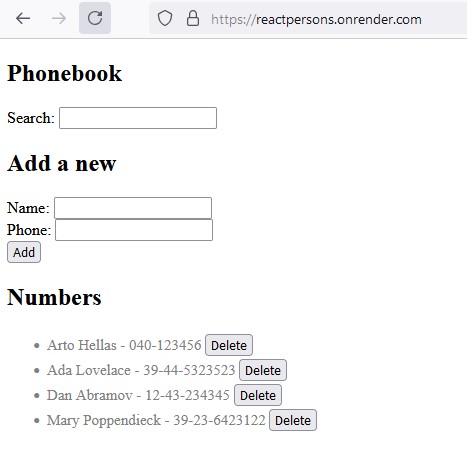 https://reactpersons.onrender.com
Phonebook
Search:
Add a new
Name:
Phone:
Add
Numbers
Arto Hellas - 040-123456 Delete
Ada Lovelace - 39-44-5323523 Delete
Dan Abramov - 12-43-234345 Delete
Mary Poppendieck - 39-23-6423122 Delete